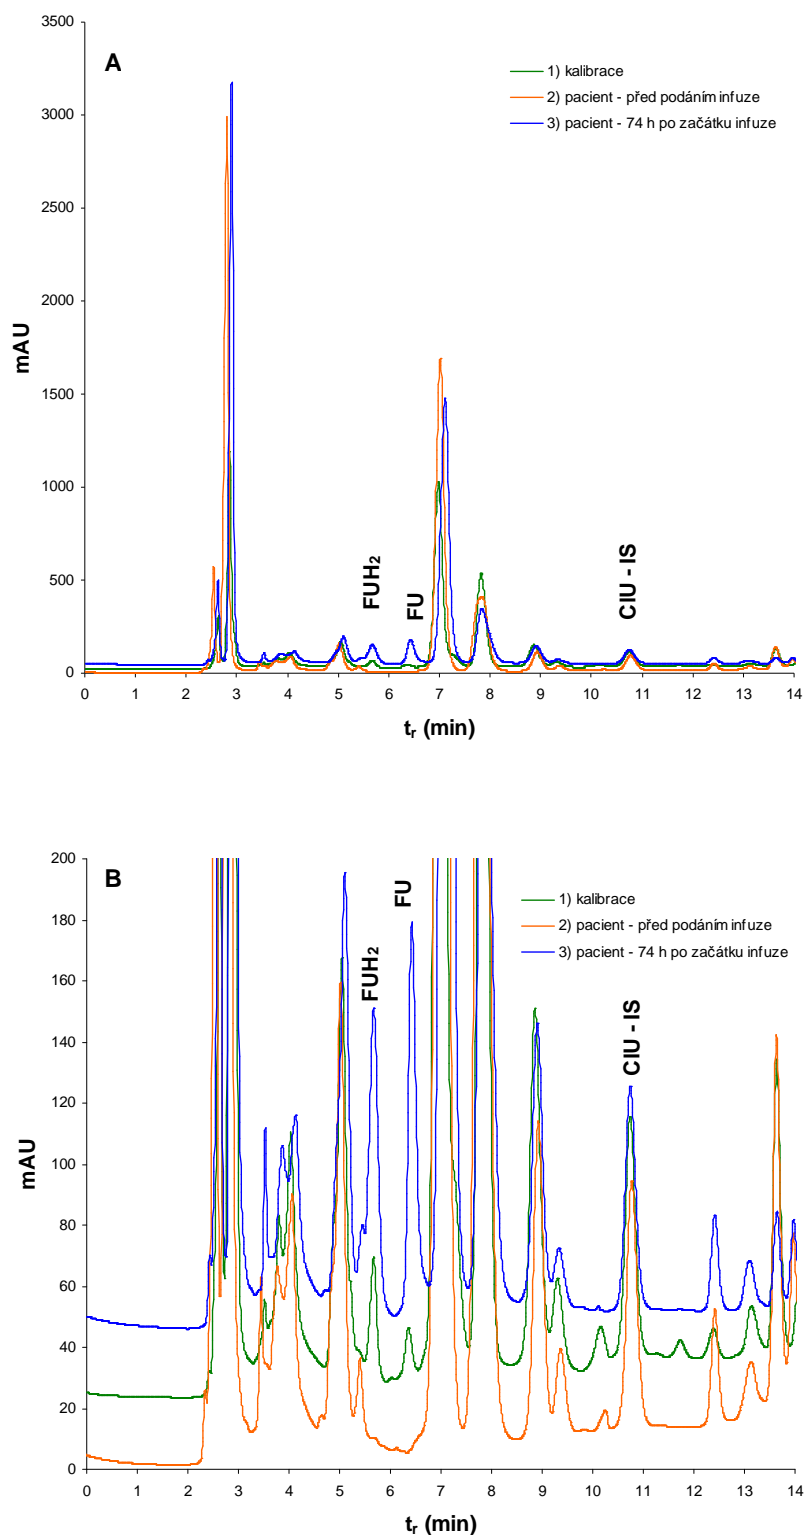 A
1) kalibrace
2) pacient - před podáním infuze
3) pacient - 74 h po začátku infuze
3500
3000
2500
2000
1500
1000
500
0
mAU
FUH2
FU
ClU - IS
0 1 2 3 4 5 6 7 8 9 10 11 12 13 14
tr (min)
B
1) kalibrace
2) pacient - před podáním infuze
3) pacient - 74 h po začátku infuze
200
180
160
140
120
100
80
60
40
20
0
mAU
FUH2
FU
ClU - IS
0 1 2 3 4 5 6 7 8 9 10 11 12 13 14
tr (min)